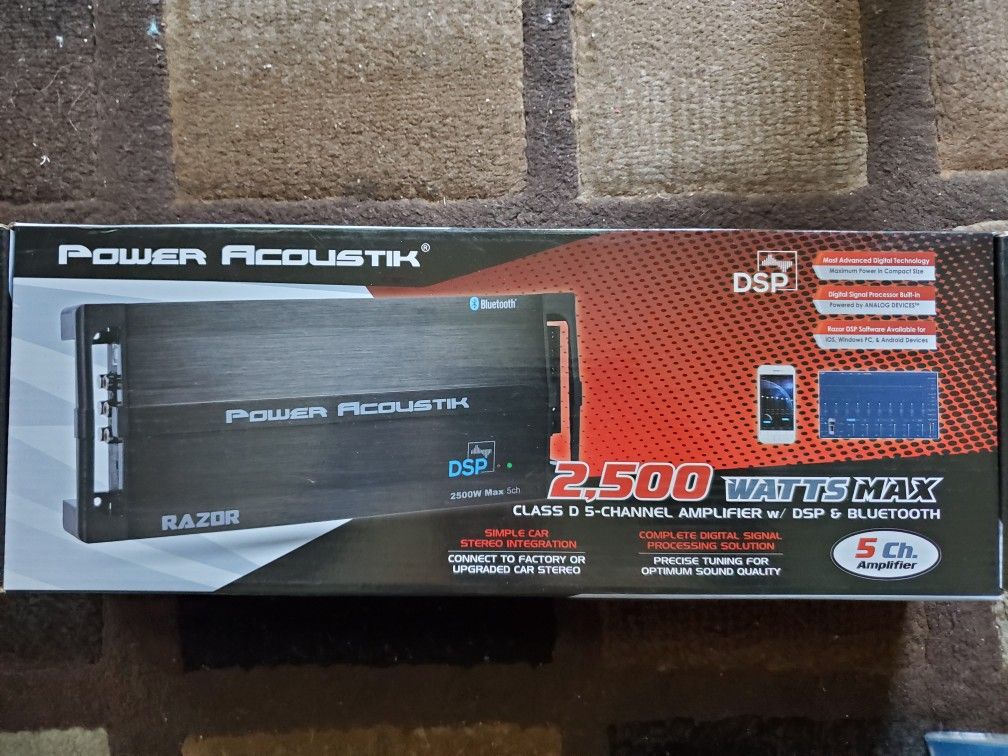 POWER ACOUSTIK®
Bluetooth®
POWER ACOUSTIK
DSP
2500W Max 5ch
RAZOR
DSP
Most Advanced Digital Technology
Maximum Power in Compact Size
Digital Signal Processor Built-in
Powered by ANALOG DEVICES™
Razor DSP Software Available for
iOS, Windows PC, & Android Devices
2,500 WATTS MAX
CLASS D 5-CHANNEL AMPLIFIER w/ DSP & BLUETOOTH
SIMPLE CAR
STEREO INTEGRATION
CONNECT TO FACTORY OR
UPGRADED CAR STEREO
COMPLETE DIGITAL SIGNAL
PROCESSING SOLUTION
PRECISE TUNING FOR
OPTIMUM SOUND QUALITY
5 Ch.
Amplifier